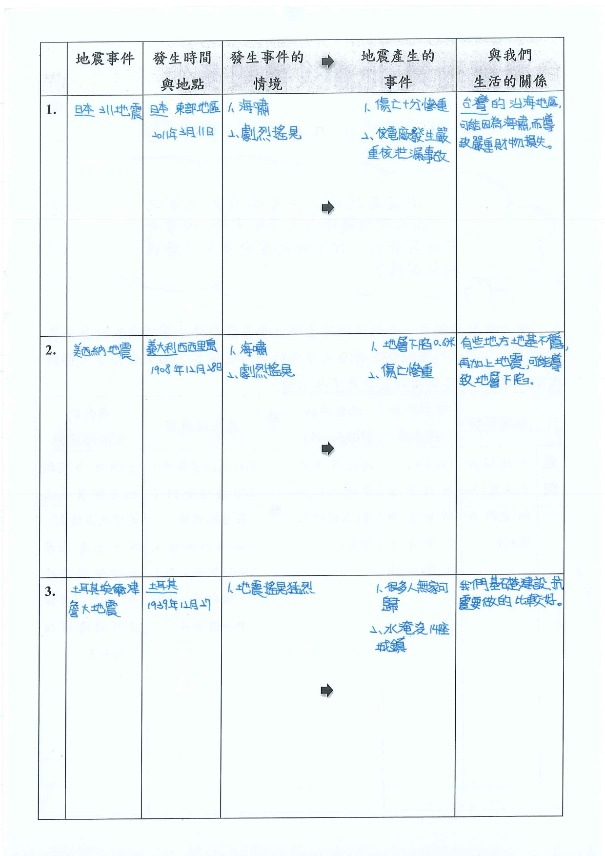 地震事件
發生時間
與地點
發生事件的
情境
地震產生的
事件
與我們
生活的關係
1.
日本 311地震
日本 東部地區
2011年3月11日
1. 海嘯
2. 劇烈搖晃
1. 傷亡十分慘重
2. 核電廠發生嚴
重核泄漏事故
台灣的沿海地區,
可能因為海嘯而導
致嚴重財物損失。
2.
美西納地震
義大利西西里島
1908年12月28日
1. 海嘯
2. 劇烈搖晃
1. 地層下陷0.6米
2. 傷亡慘重
有些地方地基不穩,
再加上地震,可能導
致地層下陷。
3.
土耳其埃爾津
詹大地震
土耳其
1939年12月27
1. 地震搖晃猛烈
1. 很多人無家可
歸
2. 水淹沒14座
城鎮
我們基礎建設,抗
震要做的比較好。